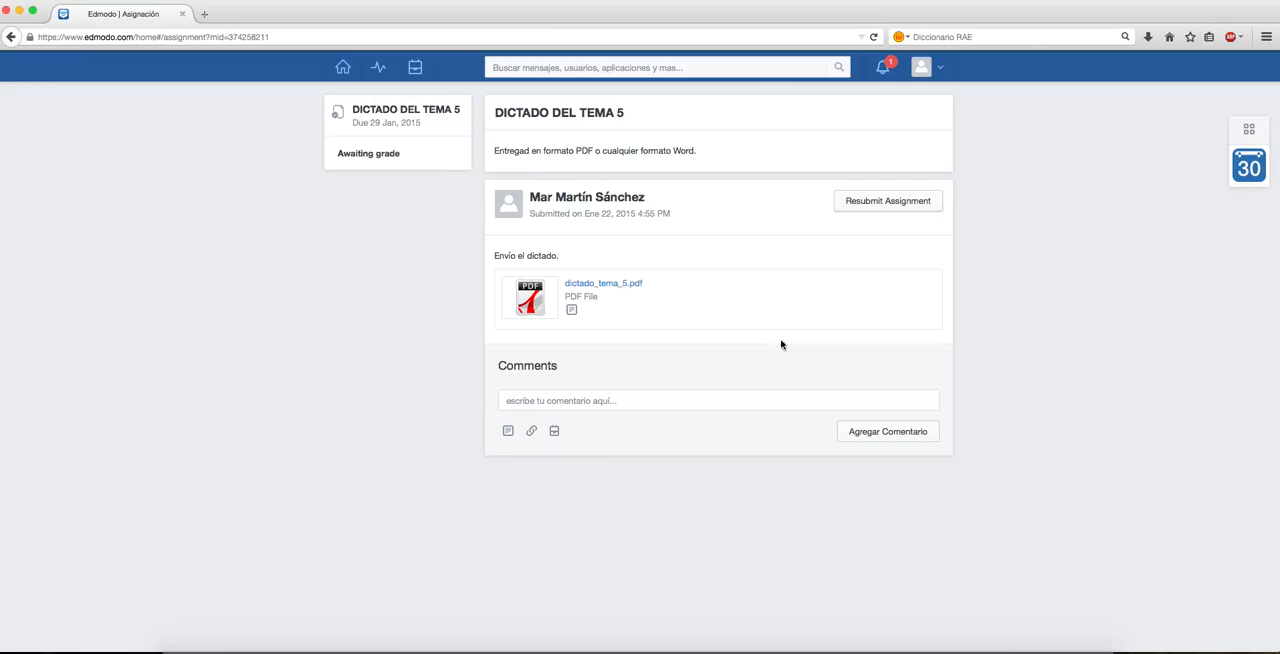 Edmodo | Asignación
https://www.edmodo.com/home#/assignment?mid=374258211
Diccionario RAE
ABP
Buscar mensajes, usuarios, aplicaciones y mas...
1
DICTADO DEL TEMA 5
Due 29 Jan, 2015
Awaiting grade
DICTADO DEL TEMA 5
Entregad en formato PDF o cualquier formato Word.
30
Mar Martín Sánchez
Submitted on Ene 22, 2015 4:55 PM
Resubmit Assignment
Envío el dictado.
PDF
dictado_tema_5.pdf
PDF File
Comments
escribe tu comentario aquí...
Agregar Comentario